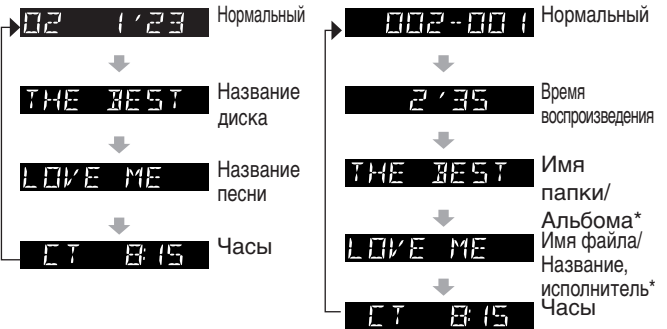 02 1'23
Нормальный
THE BEST
Название
диска
LOVE ME
Название
песни
CT 8:15
Часы
002-001
Нормальный
2'35
Время
воспроизведения
THE BEST
Имя
папки/
Альбома*
LOVE ME
Имя файла/
Название,
исполнитель*
CT 8:15
Часы